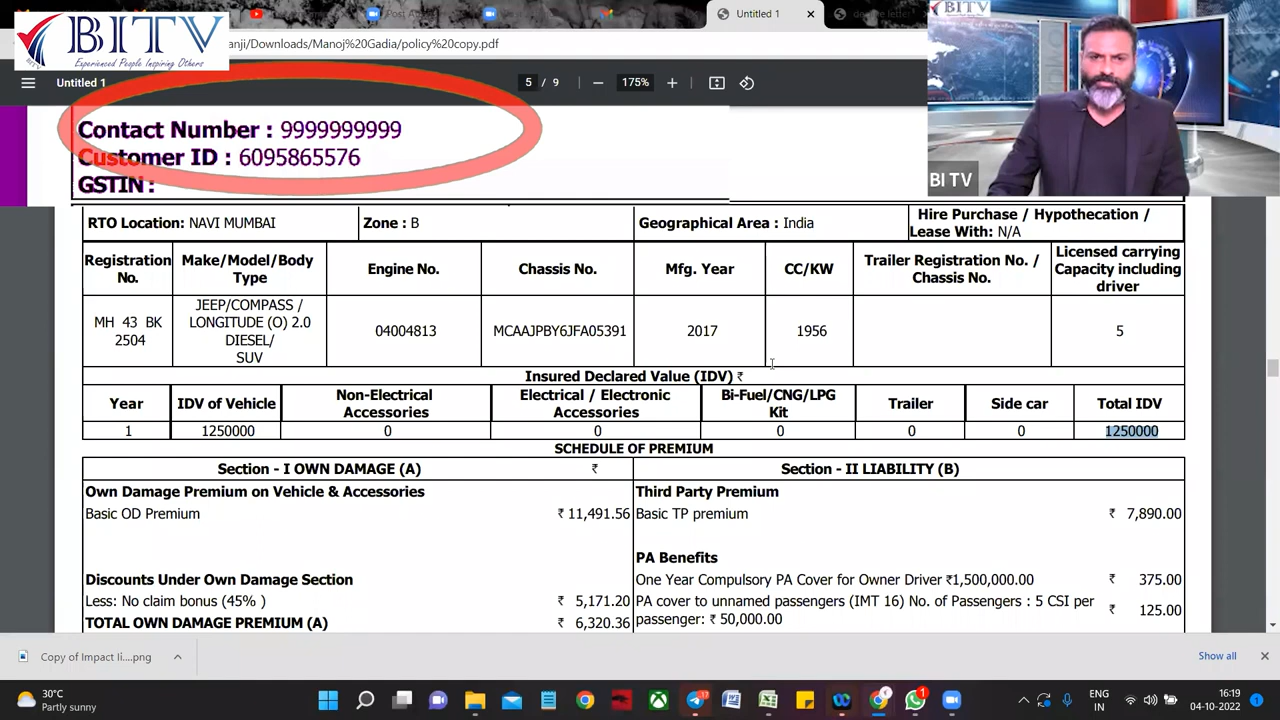 Post A
Untitled 1
BITV
Experienced People Inspiring Others
anji/Downloads/Manoj%20Gadia/policy%20copy.pdf
Untitled 1
5 / 9
175%
Contact Number : 9999999999
Customer ID : 6095865576
GSTIN :
BI TV
RTO Location: NAVI MUMBAI
Zone : B
Geographical Area : India
Hire Purchase / Hypothecation /
Lease With: N/A
Registration
No.
Make/Model/Body
Type
Engine No.
Chassis No.
Mfg. Year
CC/KW
Trailer Registration No. /
Chassis No.
Licensed carrying
Capacity including
driver
MH 43 BK
2504
JEEP/COMPASS /
LONGITUDE (O) 2.0
DIESEL/
SUV
04004813
MCAAJPBY6JFA05391
2017
1956
5
Insured Declared Value (IDV) ₹
Year
IDV of Vehicle
Non-Electrical
Accessories
Electrical / Electronic
Accessories
Bi-Fuel/CNG/LPG
Kit
Trailer
Side car
Total IDV
1
1250000
0
0
0
0
0
1250000
SCHEDULE OF PREMIUM
Section - I OWN DAMAGE (A)
₹
Section - II LIABILITY (B)
Own Damage Premium on Vehicle & Accessories
Third Party Premium
Basic OD Premium
₹ 11,491.56
Basic TP premium
₹ 7,890.00
PA Benefits
Discounts Under Own Damage Section
One Year Compulsory PA Cover for Owner Driver ₹1,500,000.00
₹ 375.00
Less: No claim bonus (45% )
₹ 5,171.20
PA cover to unnamed passengers (IMT 16) No. of Passengers : 5 CSI per
passenger: ₹ 50,000.00
₹ 125.00
TOTAL OWN DAMAGE PREMIUM (A)
₹ 6,320.36
Copy of Impact li....png
Show all
30°C
Partly sunny
ENG
IN
16:19
04-10-2022